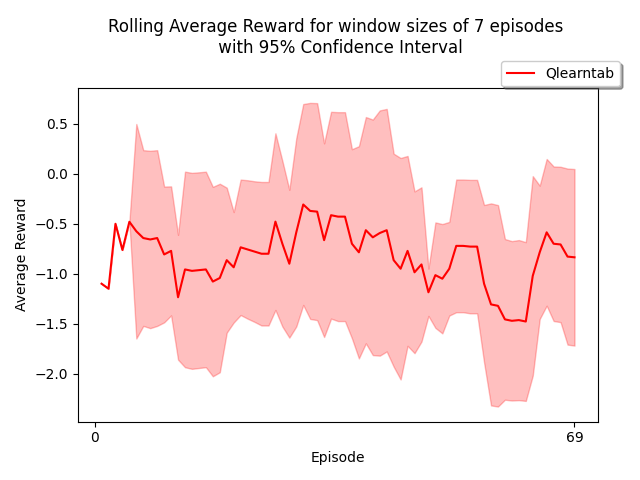 Rolling Average Reward for window sizes of 7 episodes
with 95% Confidence Interval
Qlearntab
Average Reward
0.5
0.0
−0.5
−1.0
−1.5
−2.0
0
69
Episode